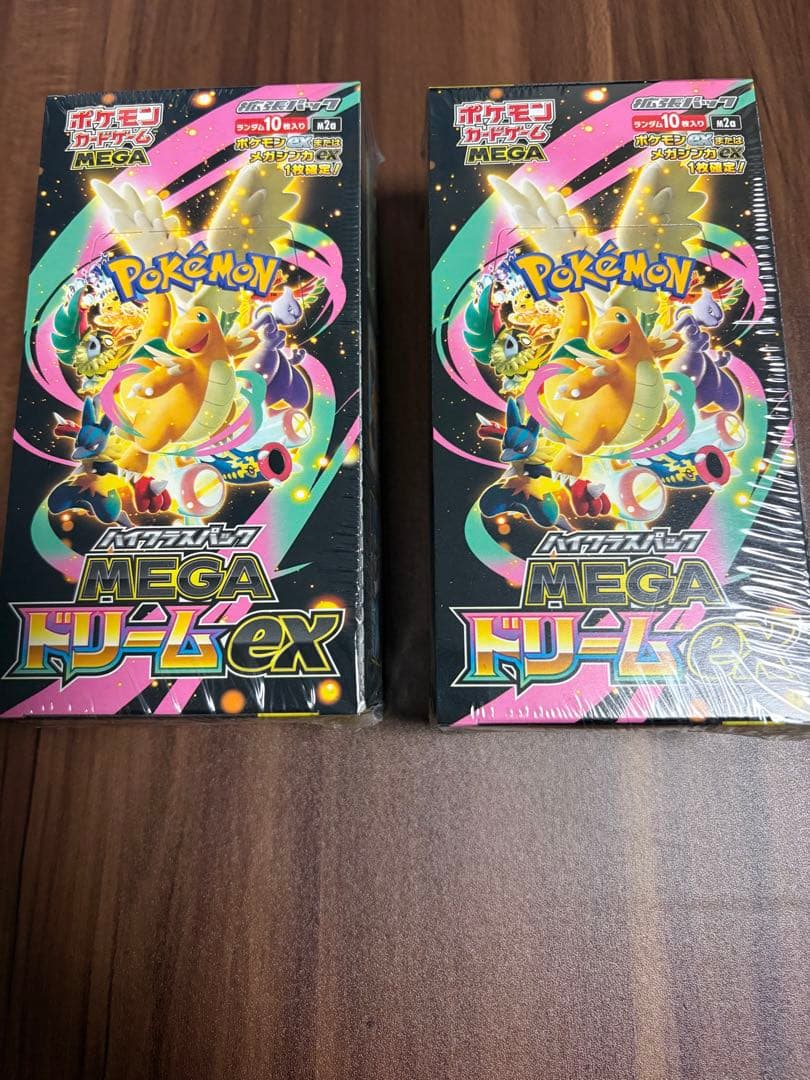 ポケモン
カードゲーム
MEGA
拡張パック
ランダム10枚入り
M2a
ポケモンexまたは
メガシンカex
1枚確定!
POKéMON
ハイクラスパック
MEGA
ドリームex
ポケモン
カードゲーム
MEGA
拡張パック
ランダム10枚入り
M2a
ポケモンexまたは
メガシンカex
1枚確定!
POKéMON
ハイクラスパック
MEGA
ドリームex